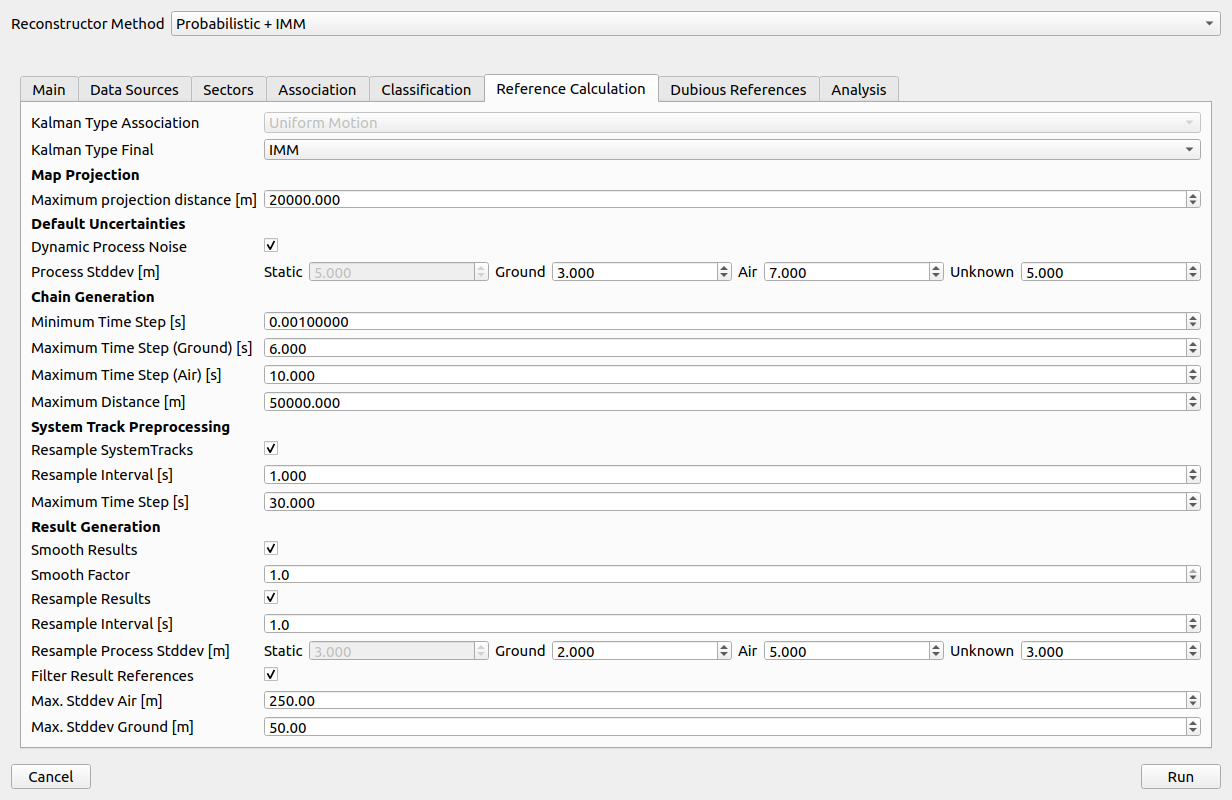 Reconstructor Method Probabilistic + IMM
Main Data Sources Sectors Association Classification Reference Calculation Dubious References Analysis
Kalman Type Association Uniform Motion
Kalman Type Final IMM
Map Projection
Maximum projection distance [m] 20000.000
Default Uncertainties
Dynamic Process Noise
Process Stddev [m] Static 5.000 Ground 3.000 Air 7.000 Unknown 5.000
Chain Generation
Minimum Time Step [s] 0.00100000
Maximum Time Step (Ground) [s] 6.000
Maximum Time Step (Air) [s] 10.000
Maximum Distance [m] 50000.000
System Track Preprocessing
Resample SystemTracks
Resample Interval [s] 1.000
Maximum Time Step [s] 30.000
Result Generation
Smooth Results
Smooth Factor 1.0
Resample Results
Resample Interval [s] 1.0
Resample Process Stddev [m] Static 3.000 Ground 2.000 Air 5.000 Unknown 3.000
Filter Result References
Max. Stddev Air [m] 250.00
Max. Stddev Ground [m] 50.00
Cancel Run